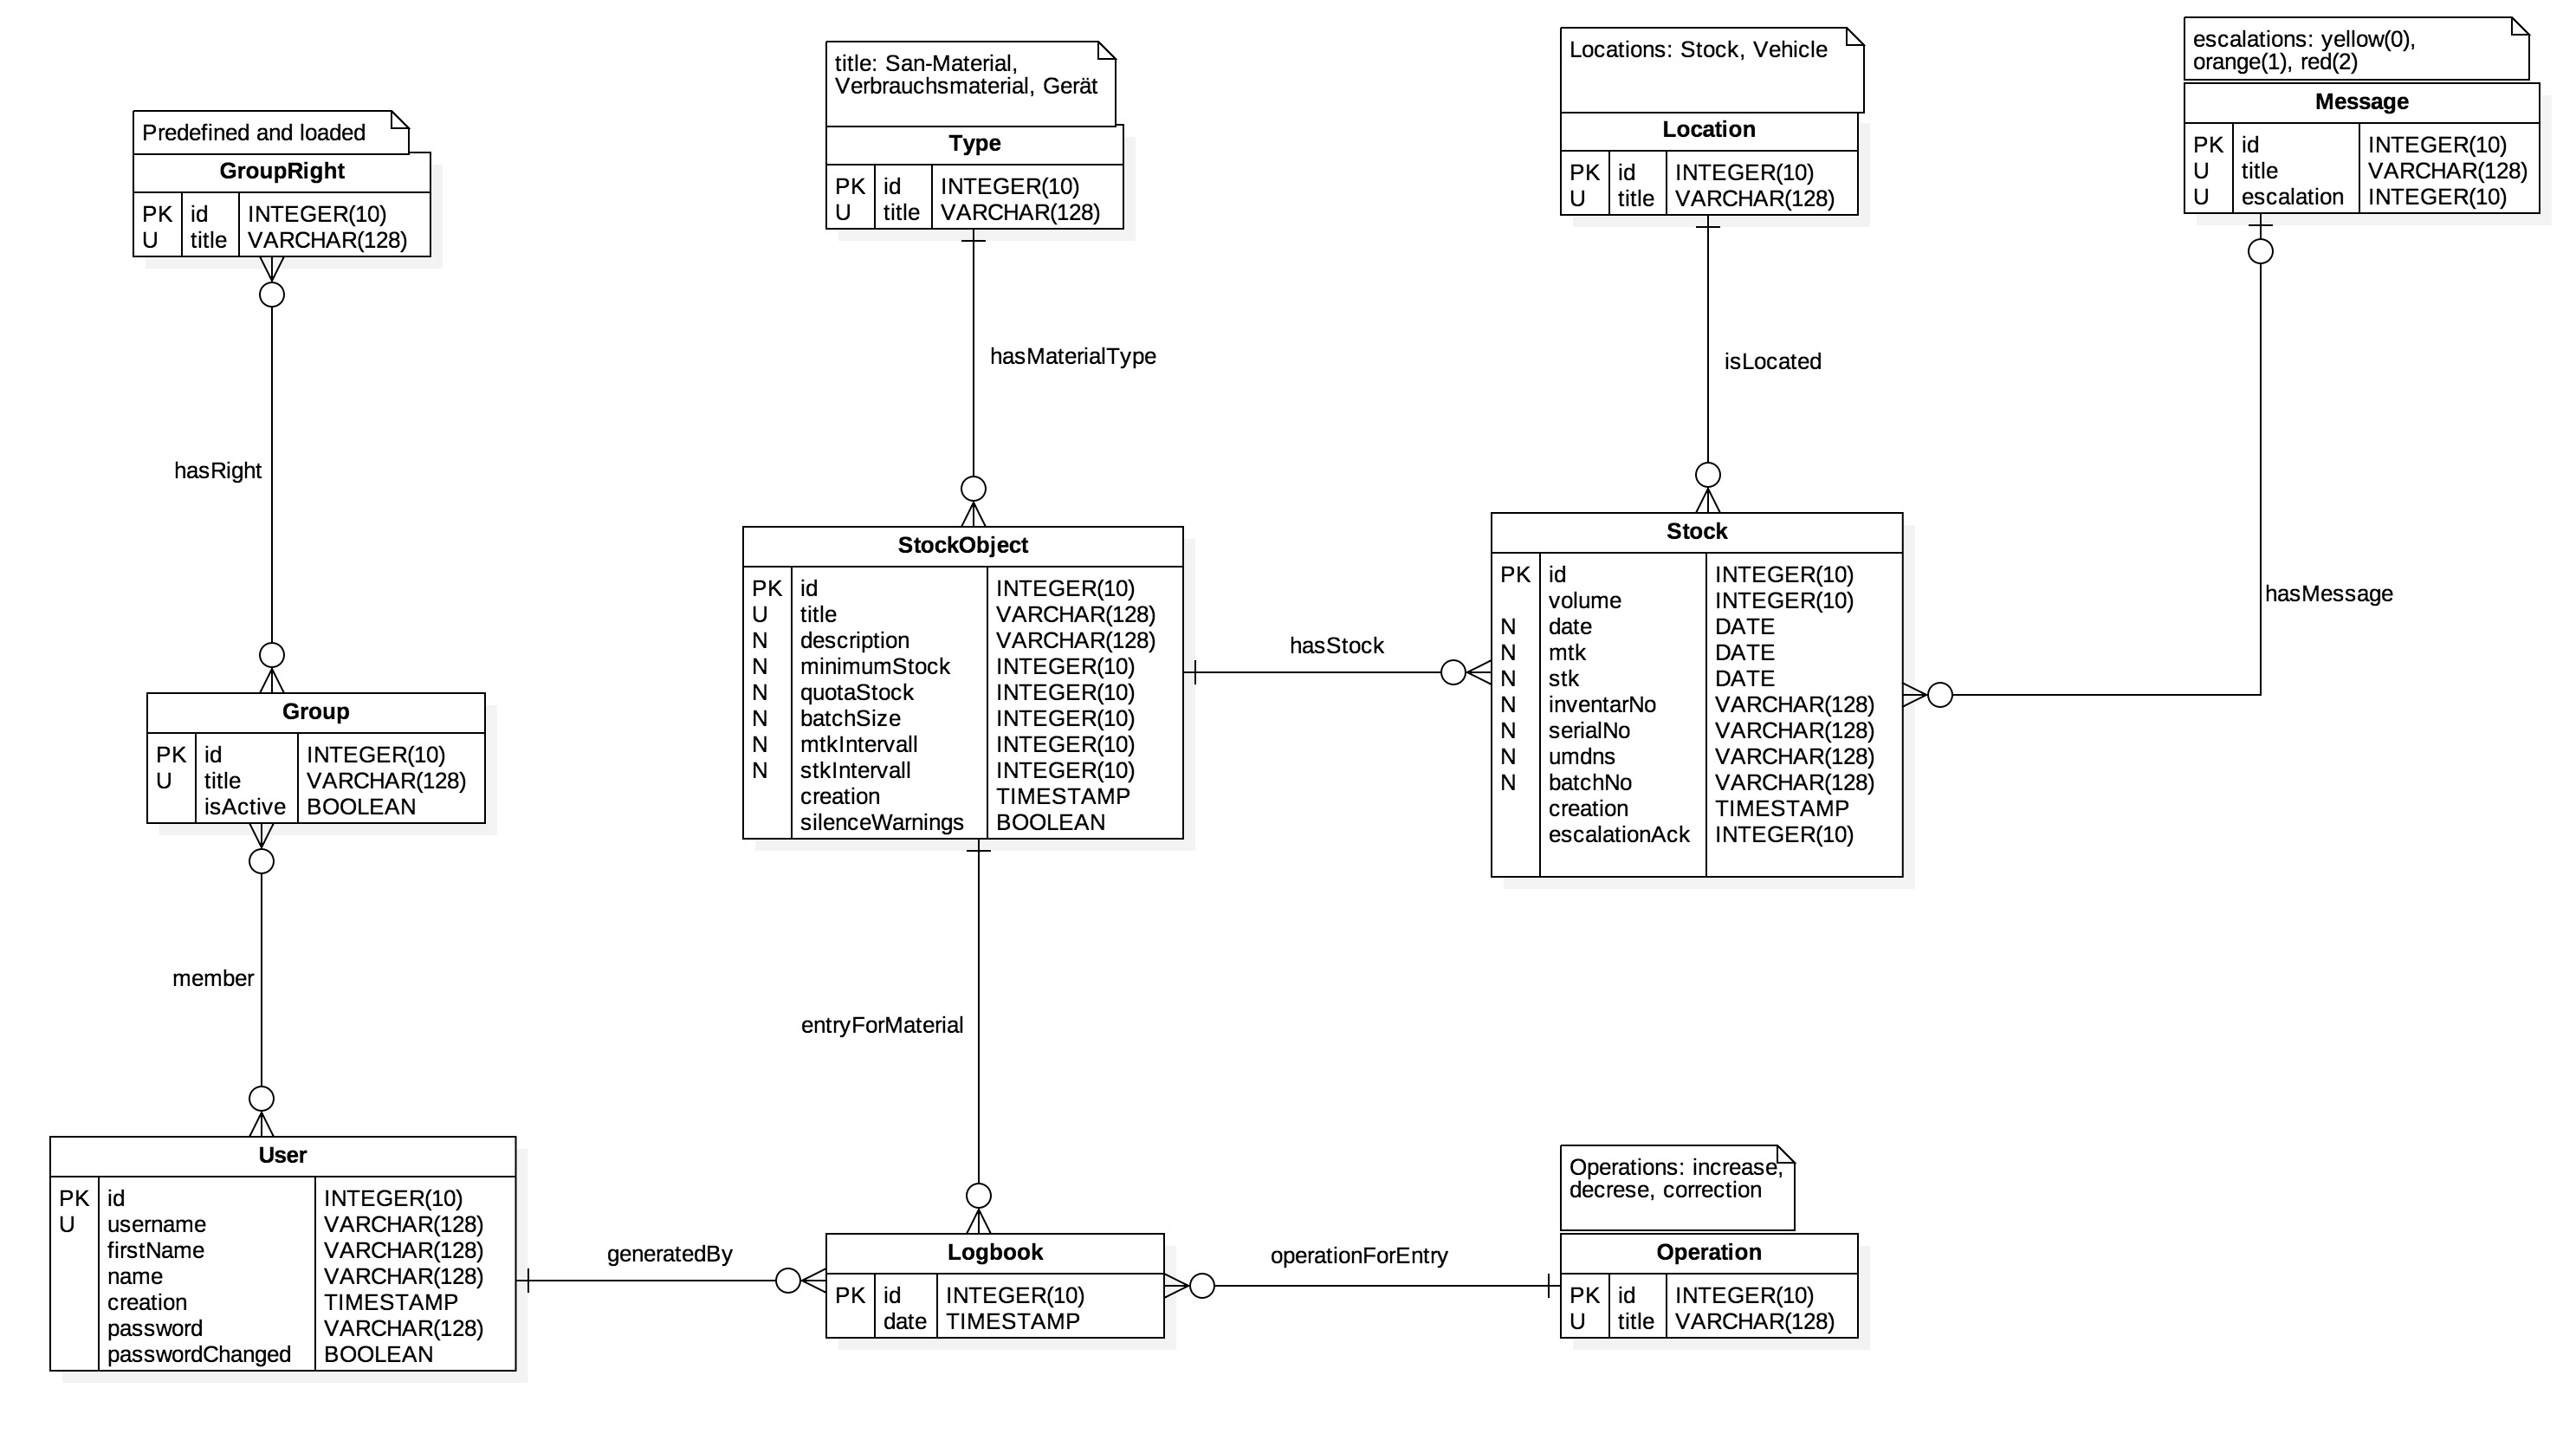 Predefined and loaded
GroupRight
PK id INTEGER(10)
U title VARCHAR(128)
hasRight
Group
PK id INTEGER(10)
U title VARCHAR(128)
isActive BOOLEAN
member
User
PK id INTEGER(10)
U username VARCHAR(128)
firstName VARCHAR(128)
name VARCHAR(128)
creation TIMESTAMP
password VARCHAR(128)
passwordChanged BOOLEAN
generatedBy
title: San-Material,
Verbrauchsmaterial, Gerät
Type
PK id INTEGER(10)
U title VARCHAR(128)
hasMaterialType
StockObject
PK id INTEGER(10)
U title VARCHAR(128)
N description VARCHAR(128)
N minimumStock INTEGER(10)
N quotaStock INTEGER(10)
N batchSize INTEGER(10)
N mtkIntervall INTEGER(10)
N stkIntervall INTEGER(10)
creation TIMESTAMP
silenceWarnings BOOLEAN
hasStock
entryForMaterial
Logbook
PK id INTEGER(10)
date TIMESTAMP
operationForEntry
Locations: Stock, Vehicle
Location
PK id INTEGER(10)
U title VARCHAR(128)
isLocated
Stock
PK id INTEGER(10)
volume INTEGER(10)
N date DATE
N mtk DATE
N stk DATE
N inventarNo VARCHAR(128)
N serialNo VARCHAR(128)
N umdns VARCHAR(128)
N batchNo VARCHAR(128)
creation TIMESTAMP
escalationAck INTEGER(10)
Operations: increase,
decrese, correction
Operation
PK id INTEGER(10)
U title VARCHAR(128)
escalations: yellow(0),
orange(1), red(2)
Message
PK id INTEGER(10)
U title VARCHAR(128)
U escalation INTEGER(10)
hasMessage